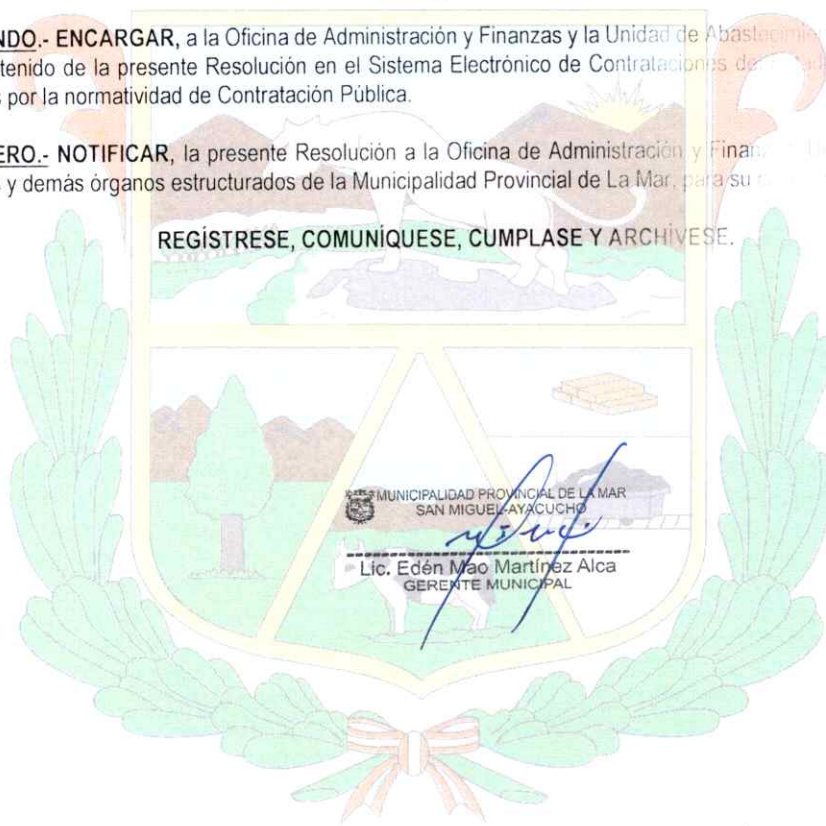 NDO.- ENCARGAR, a la Oficina de Administración y Finanzas y la Unidad de Abastecimie
tenido de la presente Resolución en el Sistema Electrónico de Contrataciones de
s por la normatividad de Contratación Pública.
ERO.- NOTIFICAR, la presente Resolución a la Oficina de Administración y Finan
s y demás órganos estructurados de la Municipalidad Provincial de La Mar, para su
REGÍSTRESE, COMUNÍQUESE, CUMPLASE Y ARCHÍVESE.
MUNICIPALIDAD PROVINCIAL DE LA MAR
SAN MIGUEL-AYACUCHO
Lic. Edén Mao Martínez Alca
GERENTE MUNICIPAL